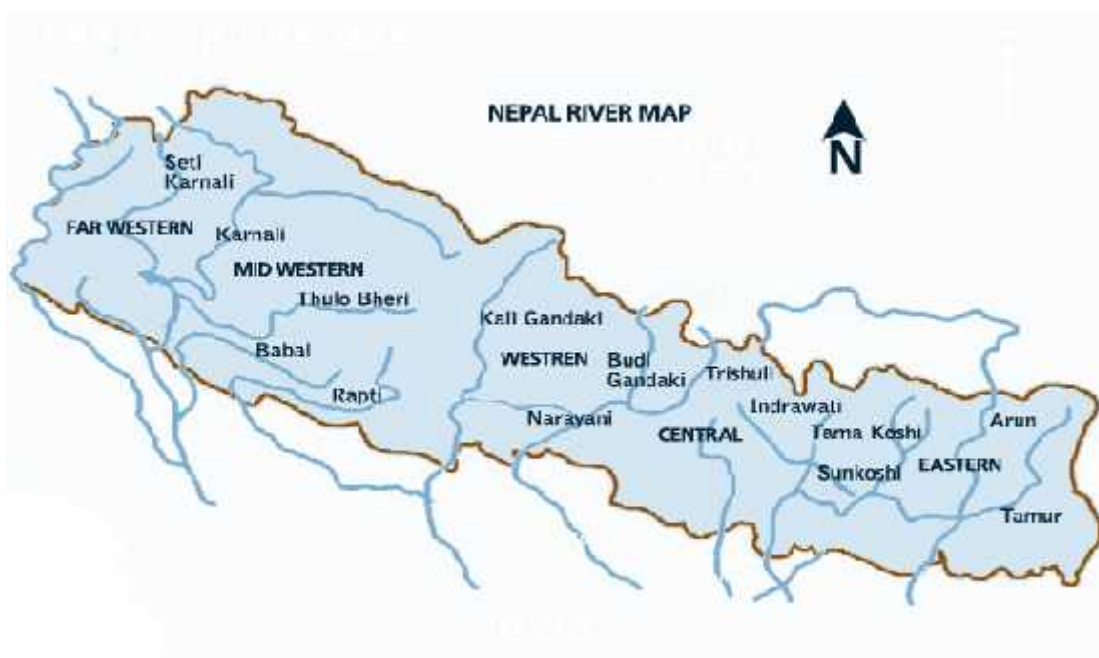 NEPAL RIVER MAP
N
Seti
Karnali
FAR WESTERN
Karnali
MID WESTERN
Thulo Bheri
Kali Gandaki
Babai
WESTREN
Budi
Gandaki
Trishuli
Rapti
Narayani
Indrawati
CENTRAL
Tama Koshi
Arun
Sunkoshi
EASTERN
Tamur